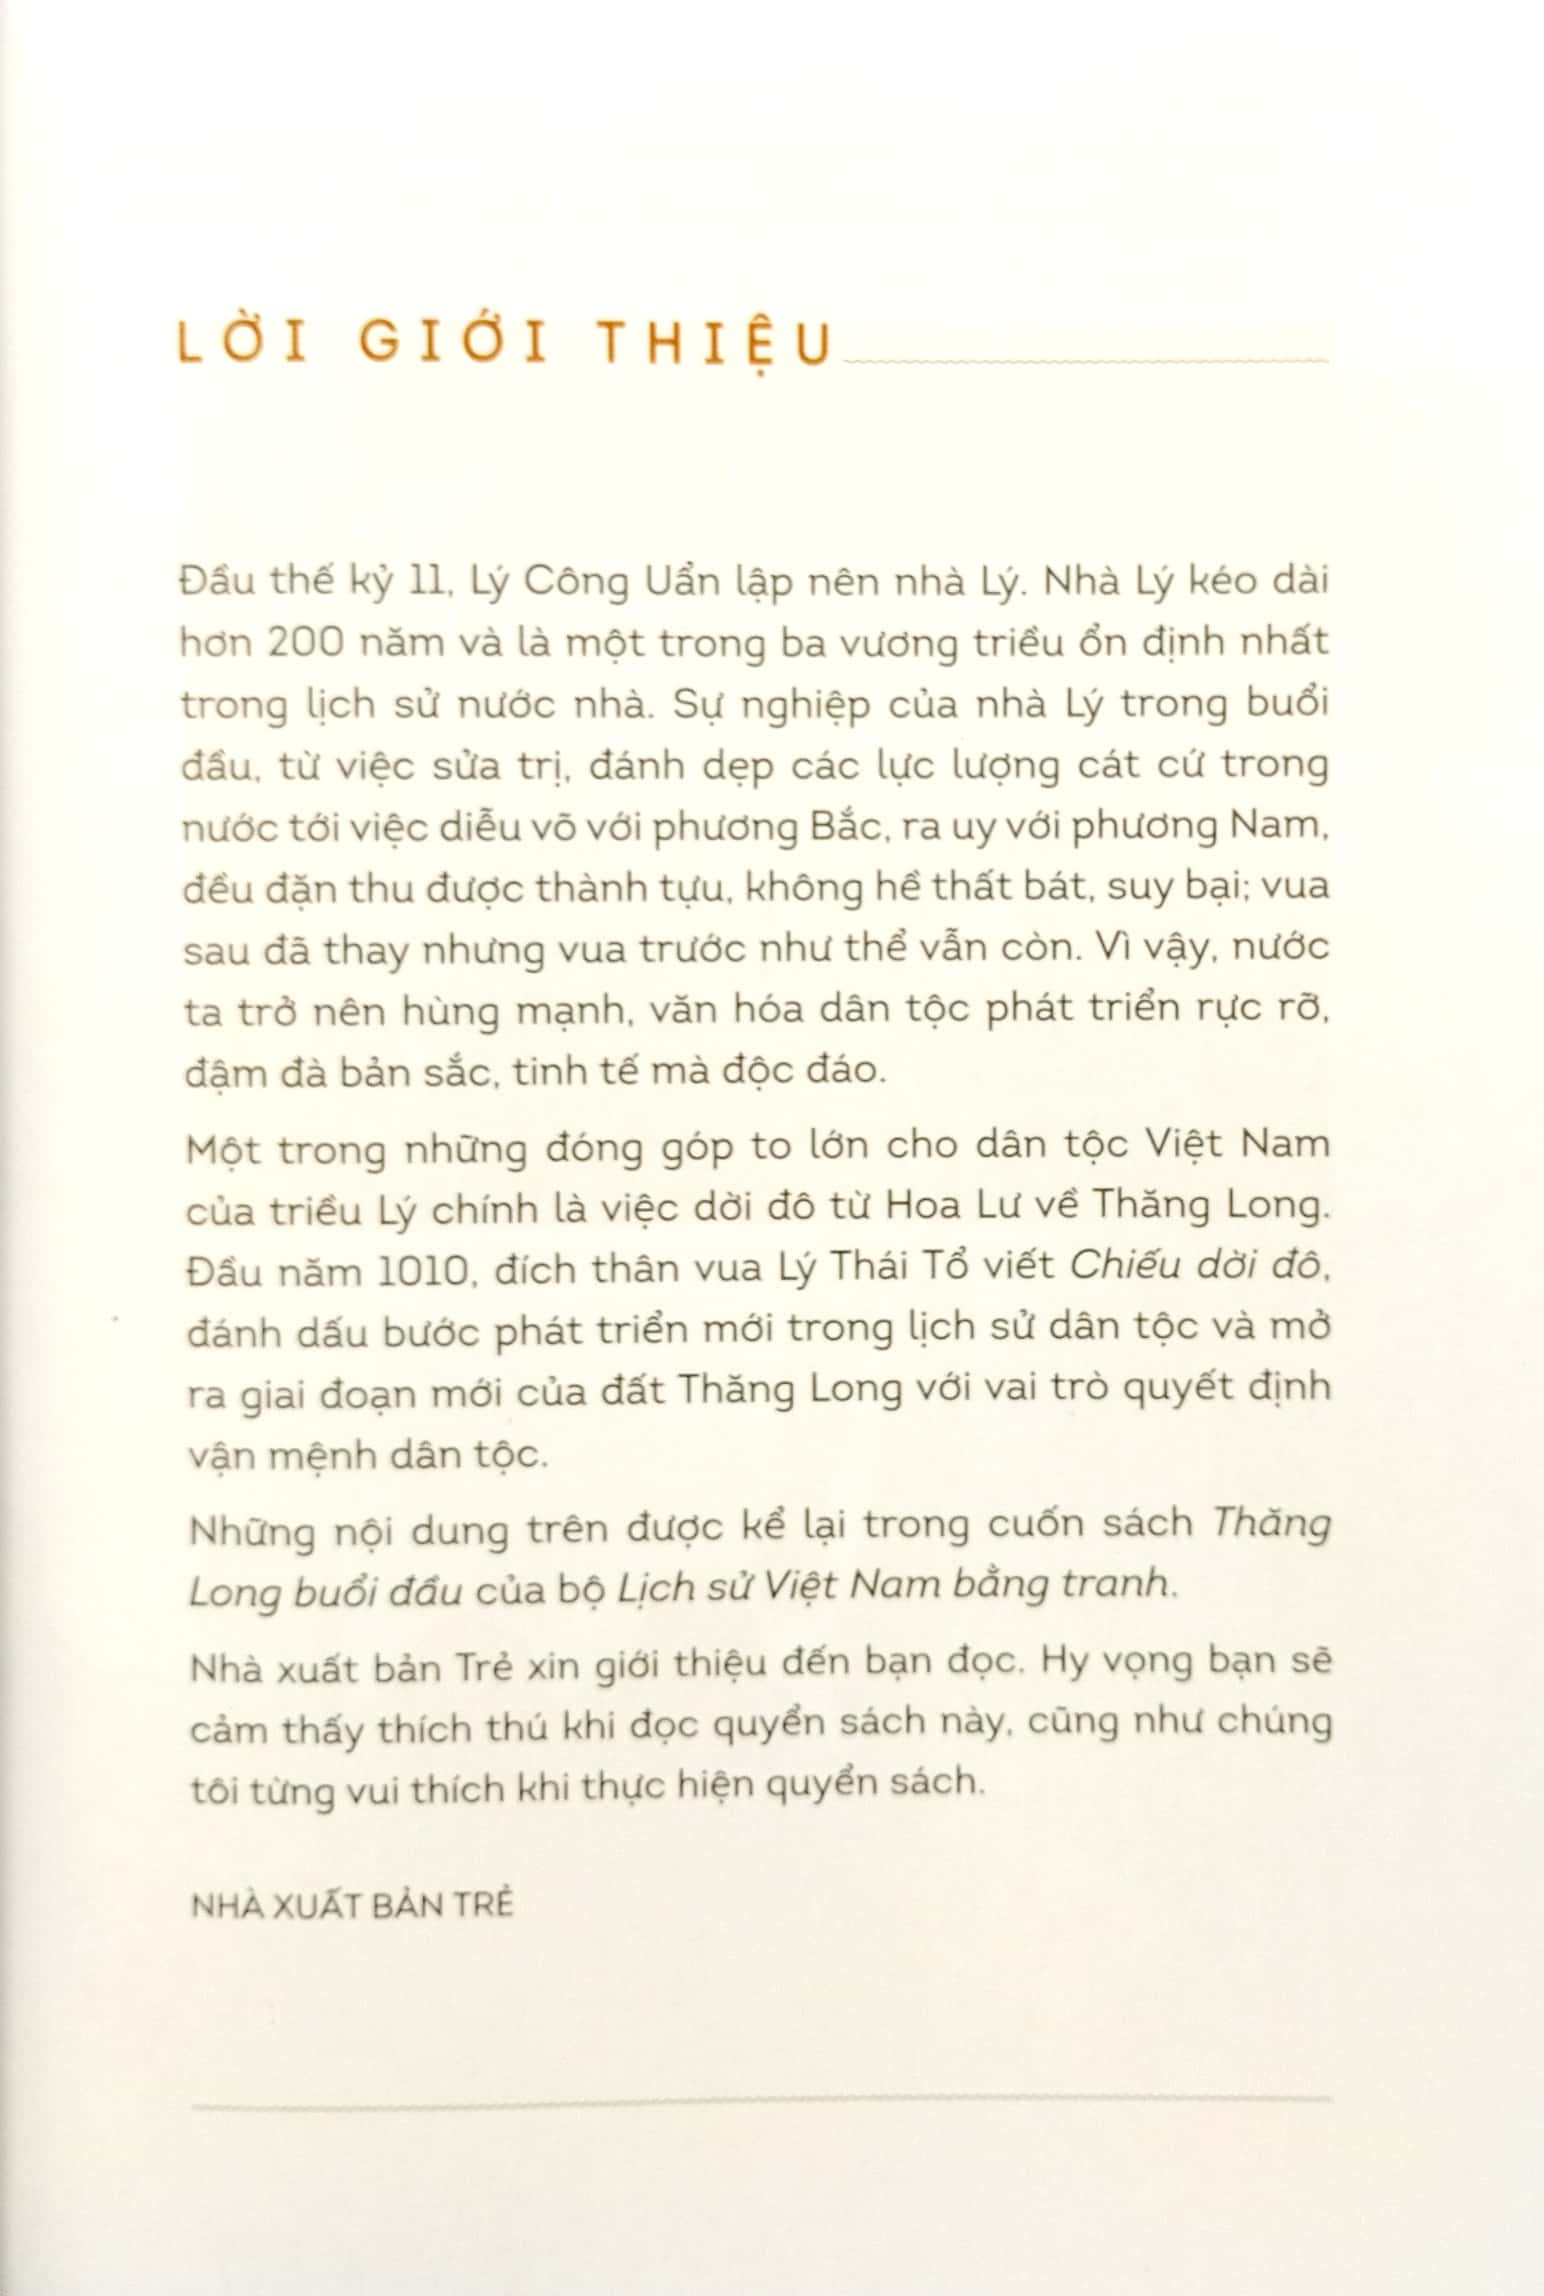 LỜI GIỚI THIỆU
Đầu thế kỷ 11, Lý Công Uẩn lập nên nhà Lý. Nhà Lý kéo dài
hơn 200 năm và là một trong ba vương triều ổn định nhất
trong lịch sử nước nhà. Sự nghiệp của nhà Lý trong buổi
đầu, từ việc sửa trị, đánh dẹp các lực lượng cát cứ trong
nước tới việc diễu võ với phương Bắc, ra uy với phương Nam,
đều đặn thu được thành tựu, không hề thất bát, suy bại; vua
sau đã thay nhưng vua trước như thể vẫn còn. Vì vậy, nước
ta trở nên hùng mạnh, văn hóa dân tộc phát triển rực rỡ,
đậm đà bản sắc, tinh tế mà độc đáo.
Một trong những đóng góp to lớn cho dân tộc Việt Nam
của triều Lý chính là việc dời đô từ Hoa Lư về Thăng Long.
Đầu năm 1010, đích thân vua Lý Thái Tổ viết Chiếu dời đô,
đánh dấu bước phát triển mới trong lịch sử dân tộc và mở
ra giai đoạn mới của đất Thăng Long với vai trò quyết định
vận mệnh dân tộc.
Những nội dung trên được kể lại trong cuốn sách Thăng
Long buổi đầu của bộ Lịch sử Việt Nam bằng tranh.
Nhà xuất bản Trẻ xin giới thiệu đến bạn đọc. Hy vọng bạn sẽ
cảm thấy thích thú khi đọc quyển sách này, cũng như chúng
tôi từng vui thích khi thực hiện quyển sách.
NHÀ XUẤT BẢN TRẺ